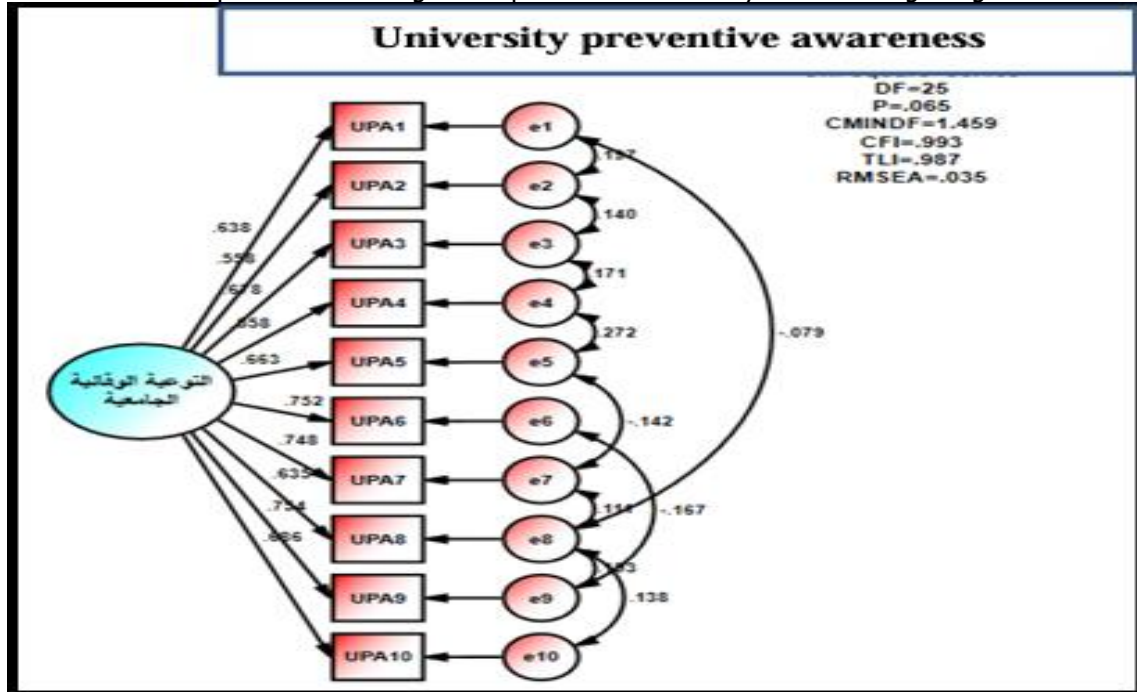 University preventive awareness
DF=25
P=.065
CMINDF=1.459
CFI=.993
TLI=.987
RMSEA=.035
UPA1
e1
UPA2
e2
.140
UPA3
e3
.638
.171
UPA4
e4
.272
-.079
.663
UPA5
e5
التوعية الوقائية
الجامعية
.752
UPA6
e6
-.142
.748
.635
UPA7
e7
-.167
UPA8
e8
UPA9
e9
.138
UPA10
e10